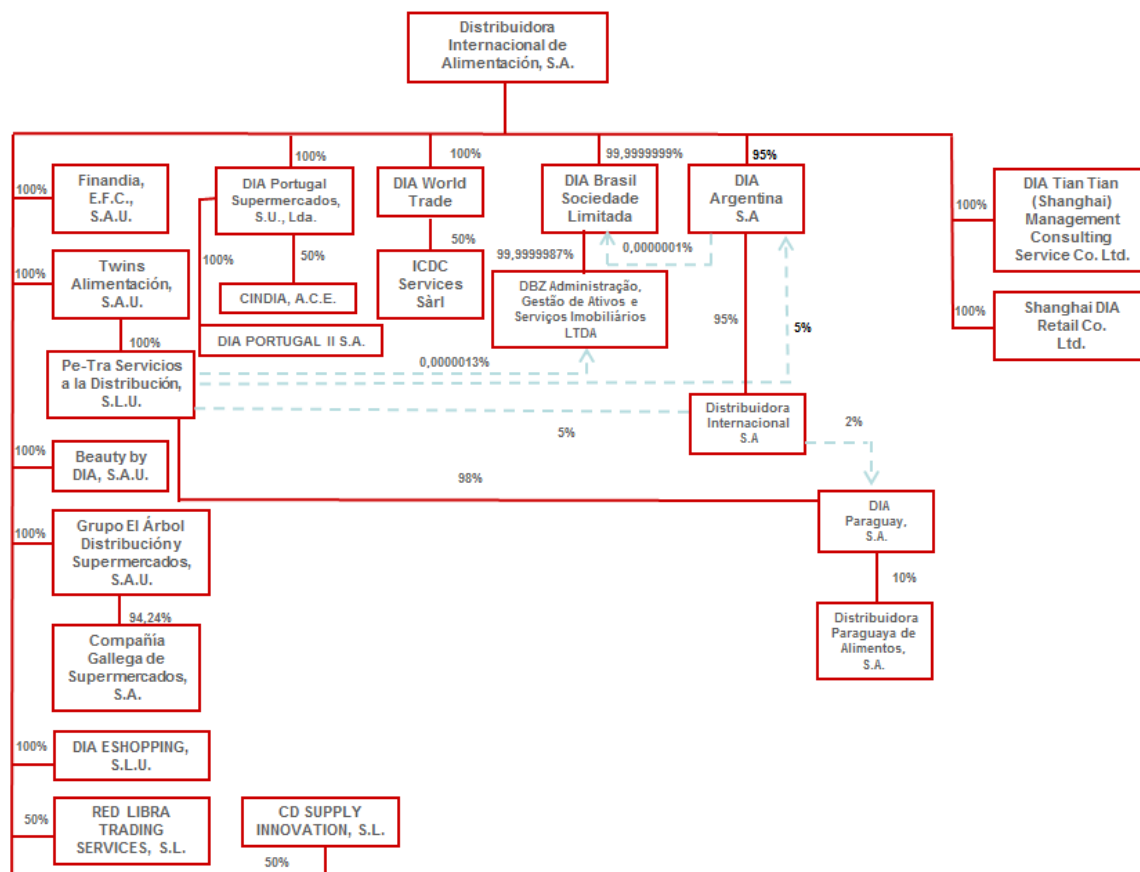 Distribuidora
Internacional de
Alimentación, S.A.
100%
100%
99,9999999%
95%
100%
Finandia,
E.F.C.,
S.A.U.
DIA Portugal
Supermercados,
S.U., Lda.
DIA World
Trade
DIA Brasil
Sociedade
Limitada
DIA
Argentina
S.A
100%
DIA Tian Tian
(Shanghai)
Management
Consulting
Service Co. Ltd.
100%
Twins
Alimentación,
S.A.U.
100%
50%
CINDIA, A.C.E.
DIA PORTUGAL II S.A.
50%
ICDC
Services
Sàrl
99,9999987%
0,0000001%
DBZ Administração,
Gestão de Ativos e
Serviços Imobiliários
LTDA
95%
5%
100%
Shanghai DIA
Retail Co.
Ltd.
100%
Pe-Tra Servicios
a la Distribución,
S.L.U.
0,0000013%
5%
Distribuidora
Internacional
S.A
2%
100%
Beauty by
DIA, S.A.U.
98%
DIA
Paraguay,
S.A.
100%
Grupo El Árbol
Distribución y
Supermercados,
S.A.U.
10%
94,24%
Compañía
Gallega de
Supermercados,
S.A.
Distribuidora
Paraguaya de
Alimentos,
S.A.
100%
DIA ESHOPPING,
S.L.U.
50%
RED LIBRA
TRADING
SERVICES, S.L.
CD SUPPLY
INNOVATION, S.L.
50%